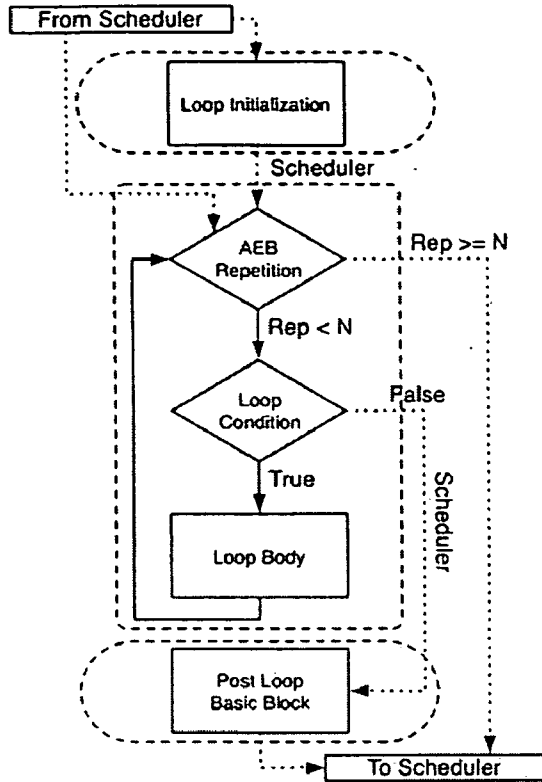 From Scheduler
Loop Initialization
Scheduler
AEB
Repetition
Rep >= N
Rep < N
Loop
Condition
False
True
Scheduler
Loop Body
Post Loop
Basic Block
To Scheduler